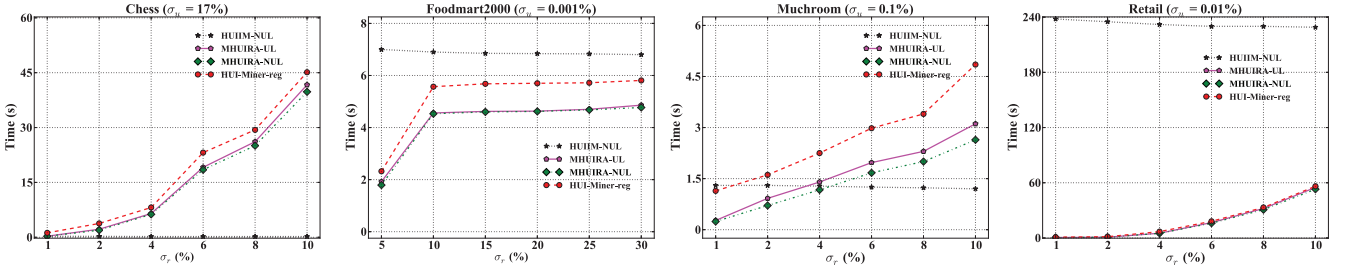 Chess (σu = 17%)
Time (s)
60
45
30
15
0
1 2 4 6 8 10
σr (%)
HUIIM-NUL
MHUIRA-UL
MHUIRA-NUL
HUI-Miner-reg
Foodmart2000 (σu = 0.001%)
Time (s)
8
6
4
2
0
5 10 15 20 25 30
σr (%)
HUIIM-NUL
MHUIRA-UL
MHUIRA-NUL
HUI-Miner-reg
Muchroom (σu = 0.1%)
Time (s)
6
4.5
3
1.5
0
1 2 4 6 8 10
σr (%)
HUIIM-NUL
MHUIRA-UL
MHUIRA-NUL
HUI-Miner-reg
Retail (σu = 0.01%)
Time (s)
240
180
120
60
0
1 2 4 6 8 10
σr (%)
HUIIM-NUL
MHUIRA-UL
MHUIRA-NUL
HUI-Miner-reg